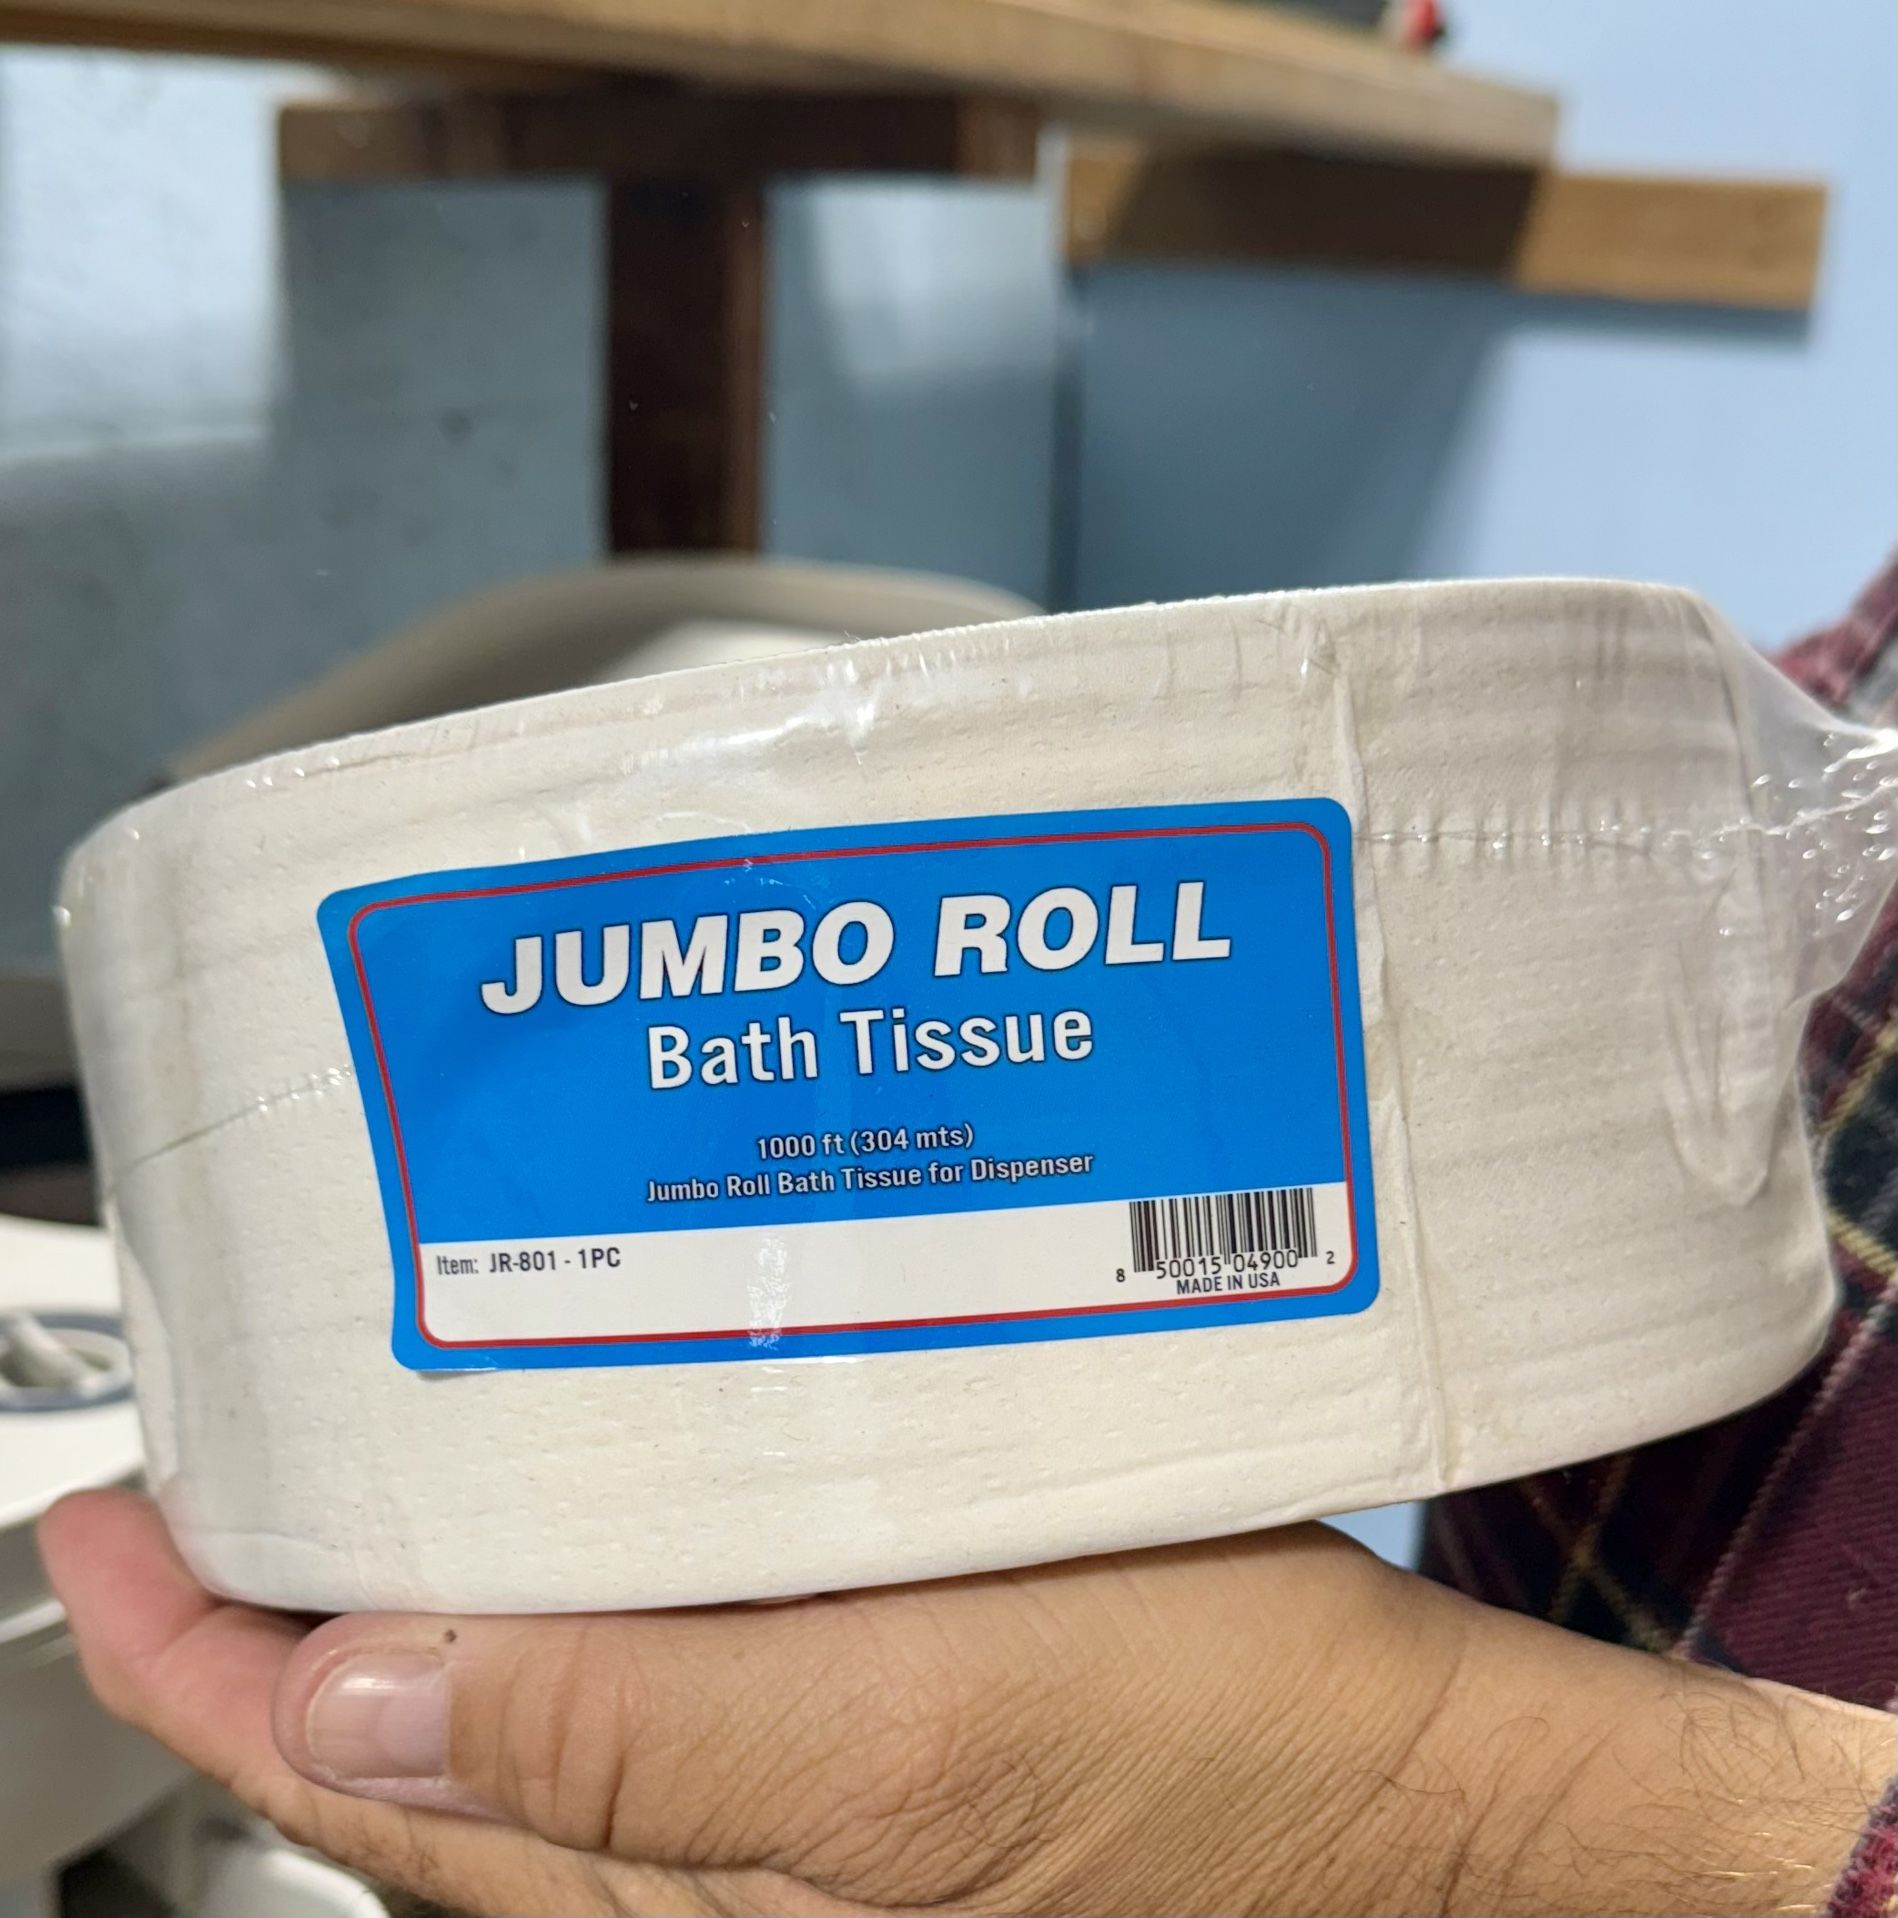 JUMBO ROLL
Bath Tissue
1000 ft (304 mts)
Jumbo Roll Bath Tissue for Dispenser
Item: JR-801 - 1PC
8 50015 04900 2
MADE IN USA